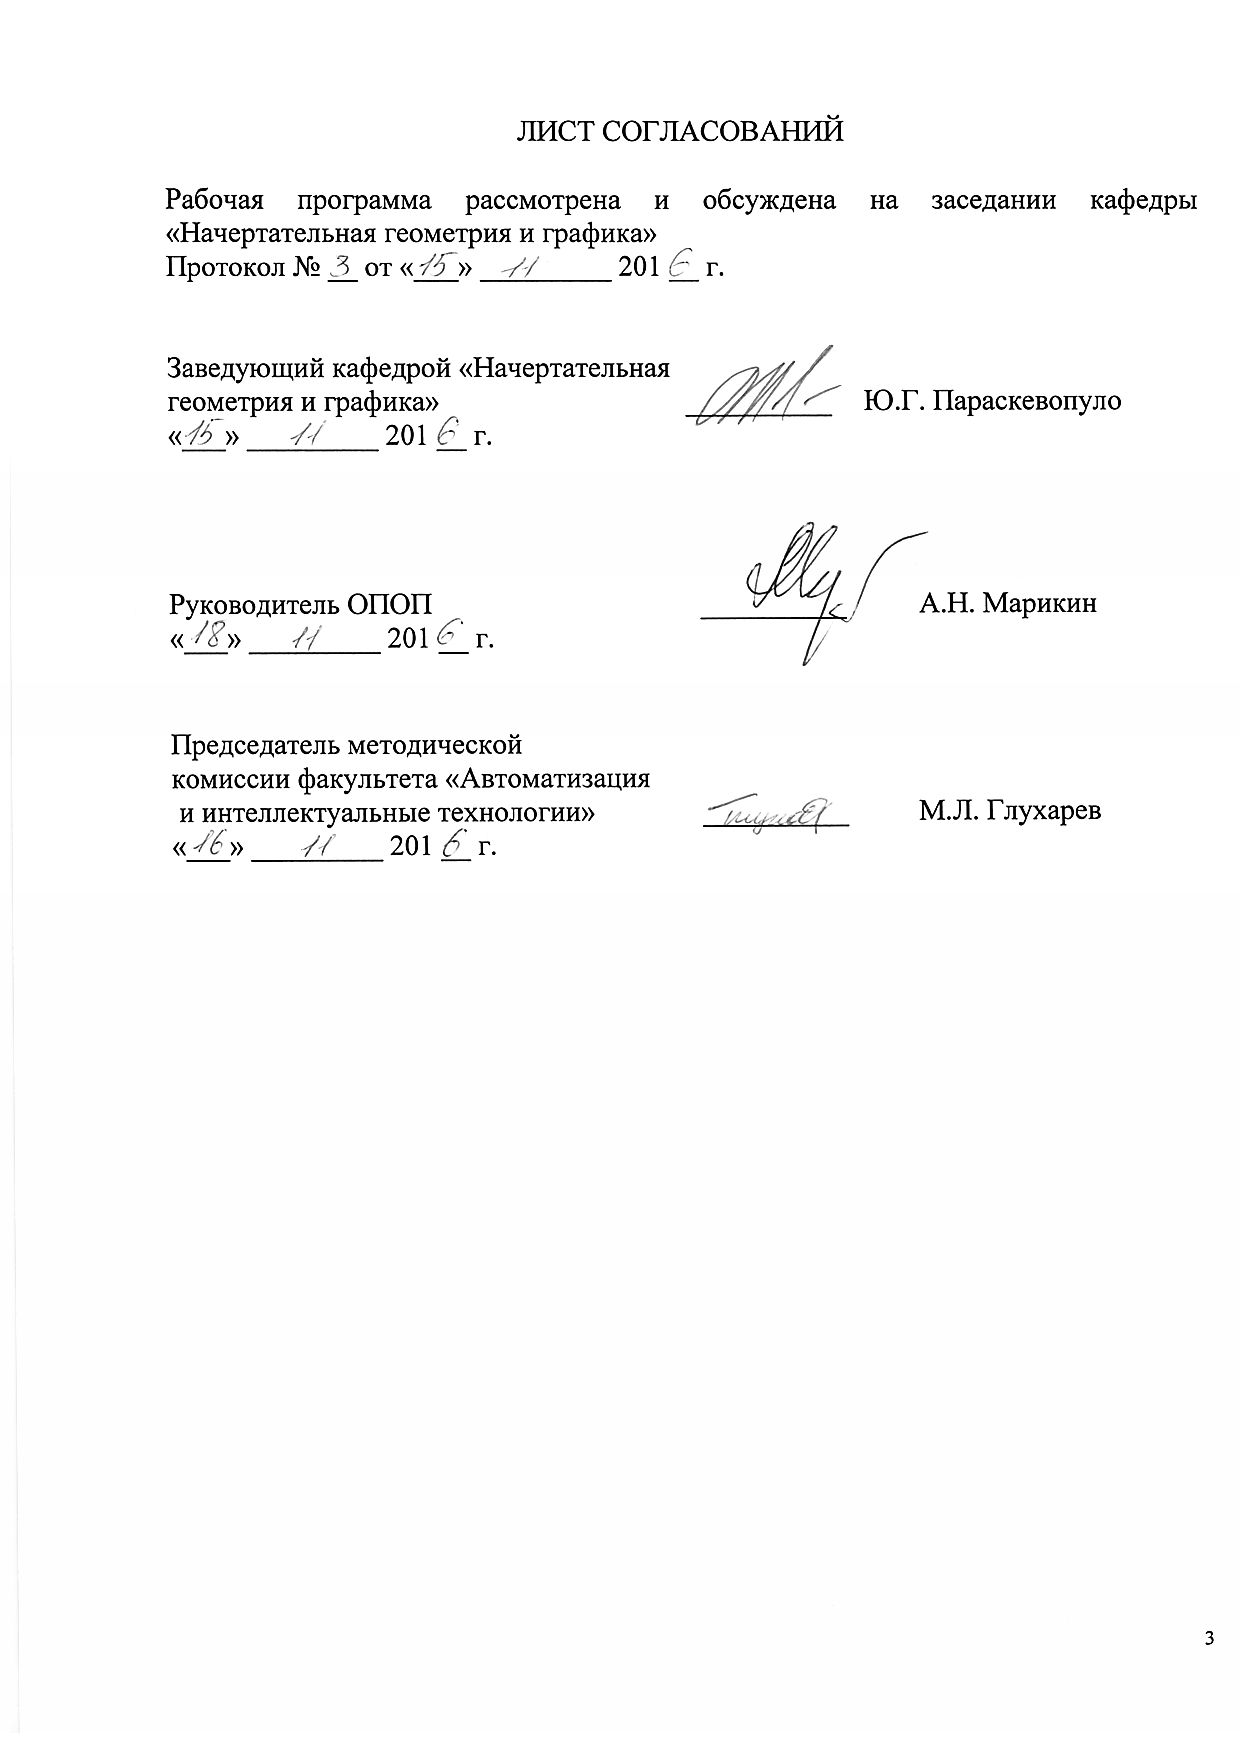 ЛИСТ СОГЛАСОВАНИЙ
Рабочая программа рассмотрена и обсуждена на заседании кафедры
«Начертательная геометрия и графика»
Протокол № 3 от «15» 11 2016 г.
Заведующий кафедрой «Начертательная
геометрия и графика» Ю.Г. Параскевопуло
«15» 11 2016 г.
Руководитель ОПОП А.Н. Марикин
«18» 11 2016 г.
Председатель методической
комиссии факультета «Автоматизация
и интеллектуальные технологии» М.Л. Глухарев
«16» 11 2016 г.
3